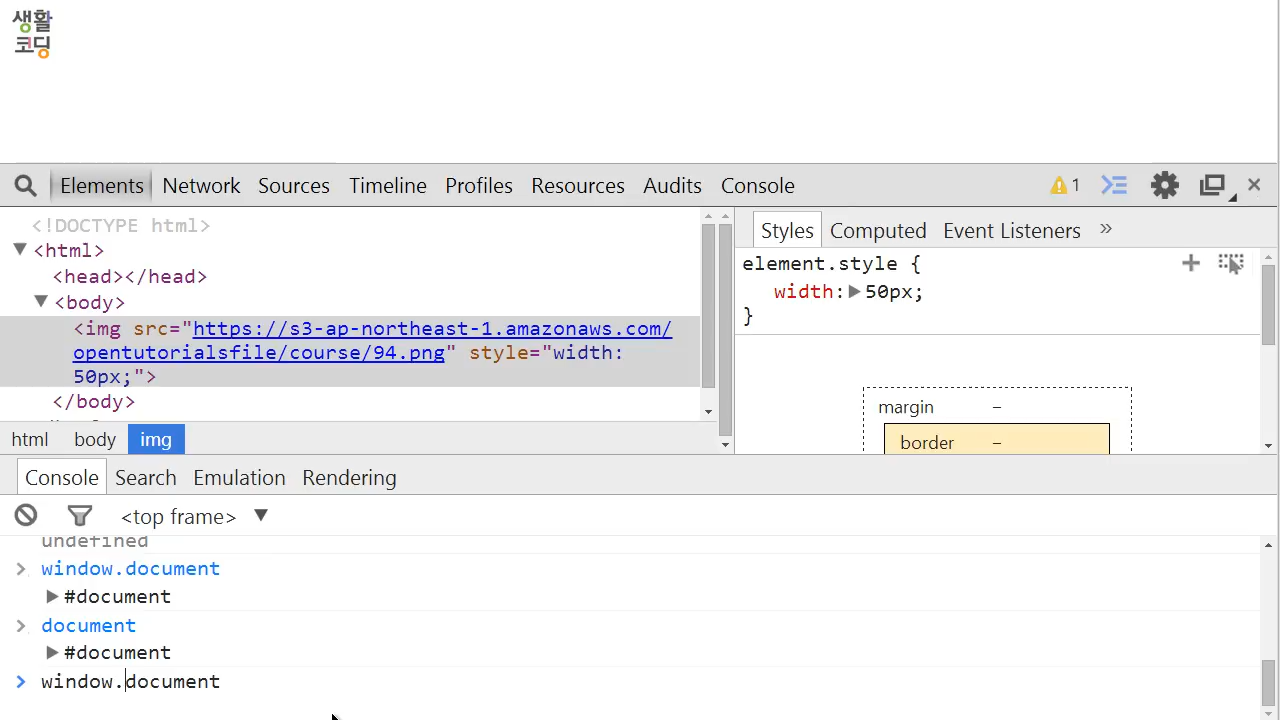 생활
코딩
Elements Network Sources Timeline Profiles Resources Audits Console 1
<!DOCTYPE html>
<html>
<head></head>
<body>
<img src="https://s3-ap-northeast-1.amazonaws.com/
opentutorialsfile/course/94.png" style="width:
50px;">
</body>
html body img
Styles Computed Event Listeners »
element.style {
width: 50px;
}
margin –
border –
Console Search Emulation Rendering
<top frame>
undefined
> window.document
#document
> document
#document
> window.document